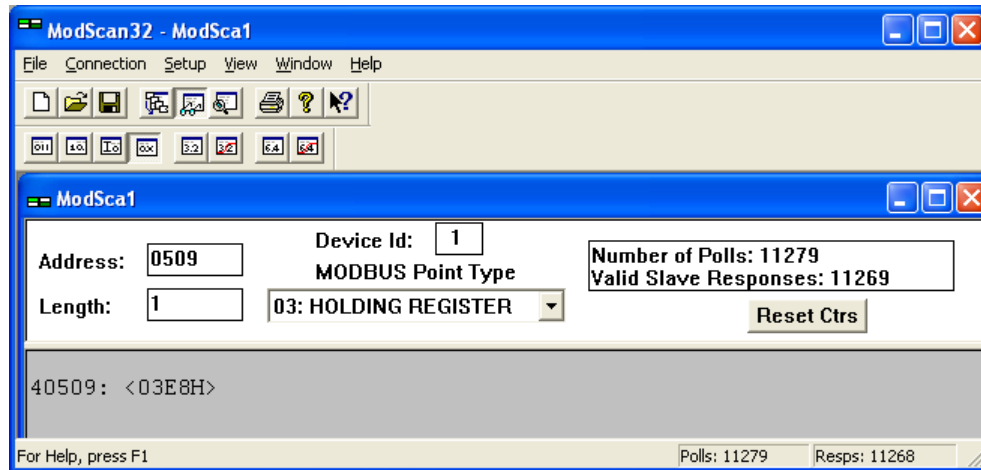 ModScan32 - ModSca1
File Connection Setup View Window Help
ModSca1
Address: 0509
Device Id: 1
MODBUS Point Type
Length: 1
03: HOLDING REGISTER
Number of Polls: 11279
Valid Slave Responses: 11269
Reset Ctrs
40509: <03E8H>
For Help, press F1
Polls: 11279
Resps: 11268